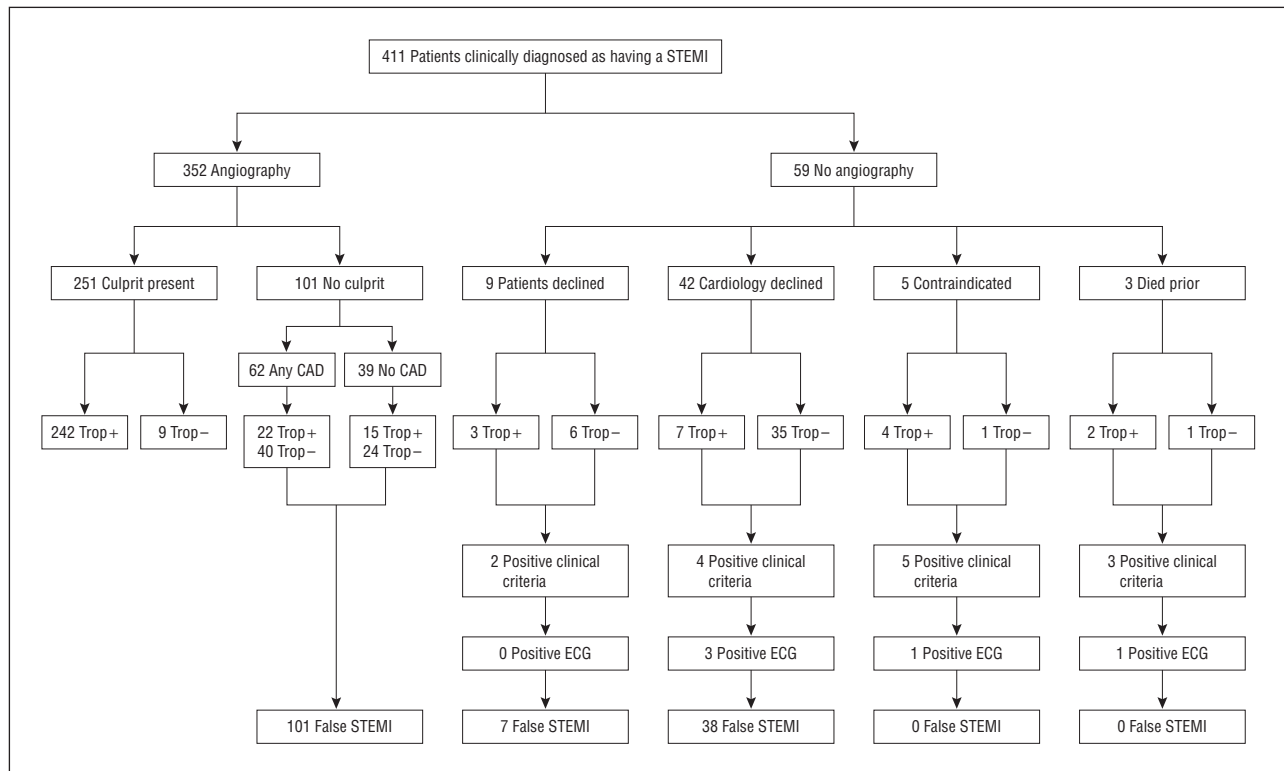 411 Patients clinically diagnosed as having a STEMI
352 Angiography
59 No angiography
251 Culprit present
101 No culprit
9 Patients declined
42 Cardiology declined
5 Contraindicated
3 Died prior
62 Any CAD
39 No CAD
242 Trop+
9 Trop−
22 Trop+
40 Trop−
15 Trop+
24 Trop−
3 Trop+
6 Trop−
7 Trop+
35 Trop−
4 Trop+
1 Trop−
2 Trop+
1 Trop−
2 Positive clinical
criteria
4 Positive clinical
criteria
5 Positive clinical
criteria
3 Positive clinical
criteria
0 Positive ECG
3 Positive ECG
1 Positive ECG
1 Positive ECG
101 False STEMI
7 False STEMI
38 False STEMI
0 False STEMI
0 False STEMI